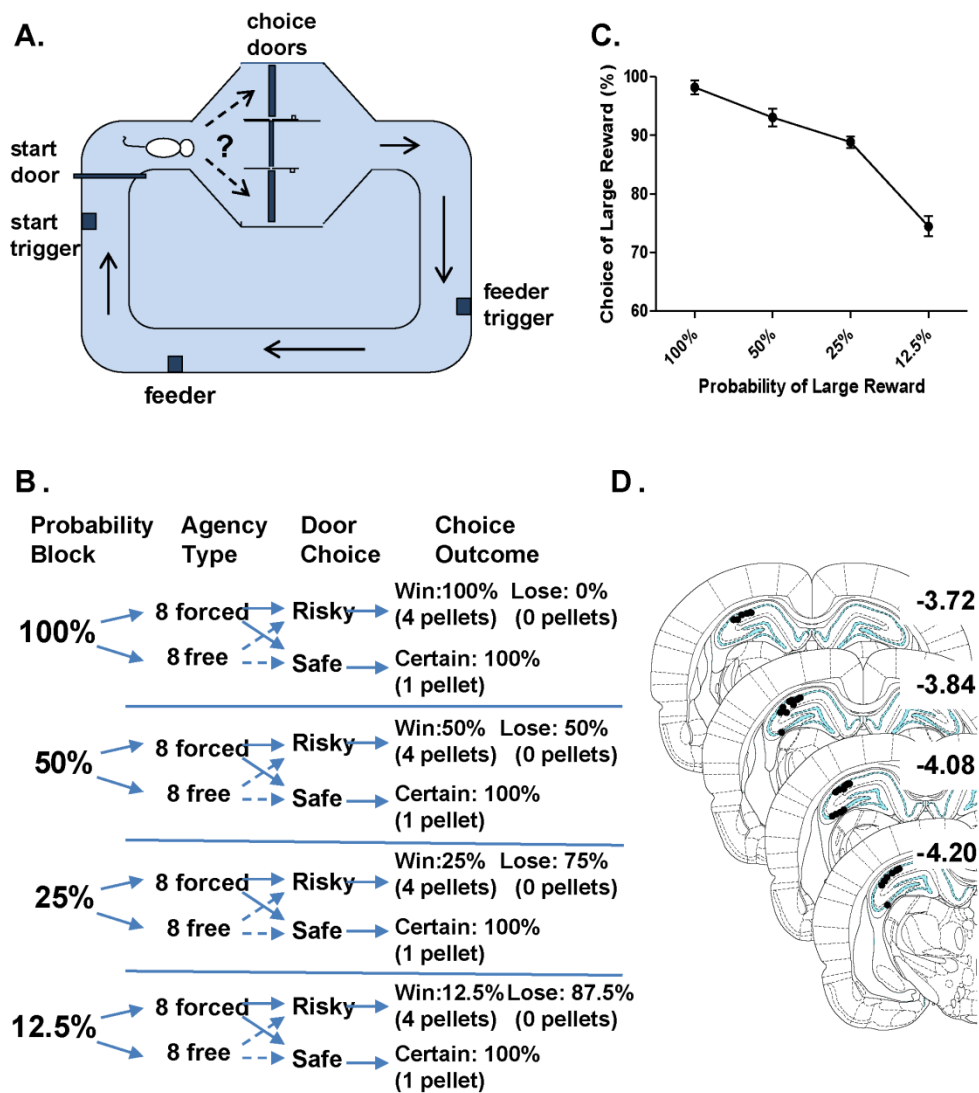 A.
choice
doors
?
start
door
start
trigger
feeder
trigger
feeder
C.
Choice of Large Reward (%)
100
90
80
70
60
100%
50%
25%
12.5%
Probability of Large Reward
B.
Probability Block
Agency Type
Door Choice
Choice Outcome
100%
8 forced
8 free
Risky
Safe
Win:100% Lose: 0%
(4 pellets) (0 pellets)
Certain: 100%
(1 pellet)
50%
8 forced
8 free
Risky
Safe
Win:50% Lose: 50%
(4 pellets) (0 pellets)
Certain: 100%
(1 pellet)
25%
8 forced
8 free
Risky
Safe
Win:25% Lose: 75%
(4 pellets) (0 pellets)
Certain: 100%
(1 pellet)
12.5%
8 forced
8 free
Risky
Safe
Win:12.5% Lose: 87.5%
(4 pellets) (0 pellets)
Certain: 100%
(1 pellet)
D.
-3.72
-3.84
-4.08
-4.20